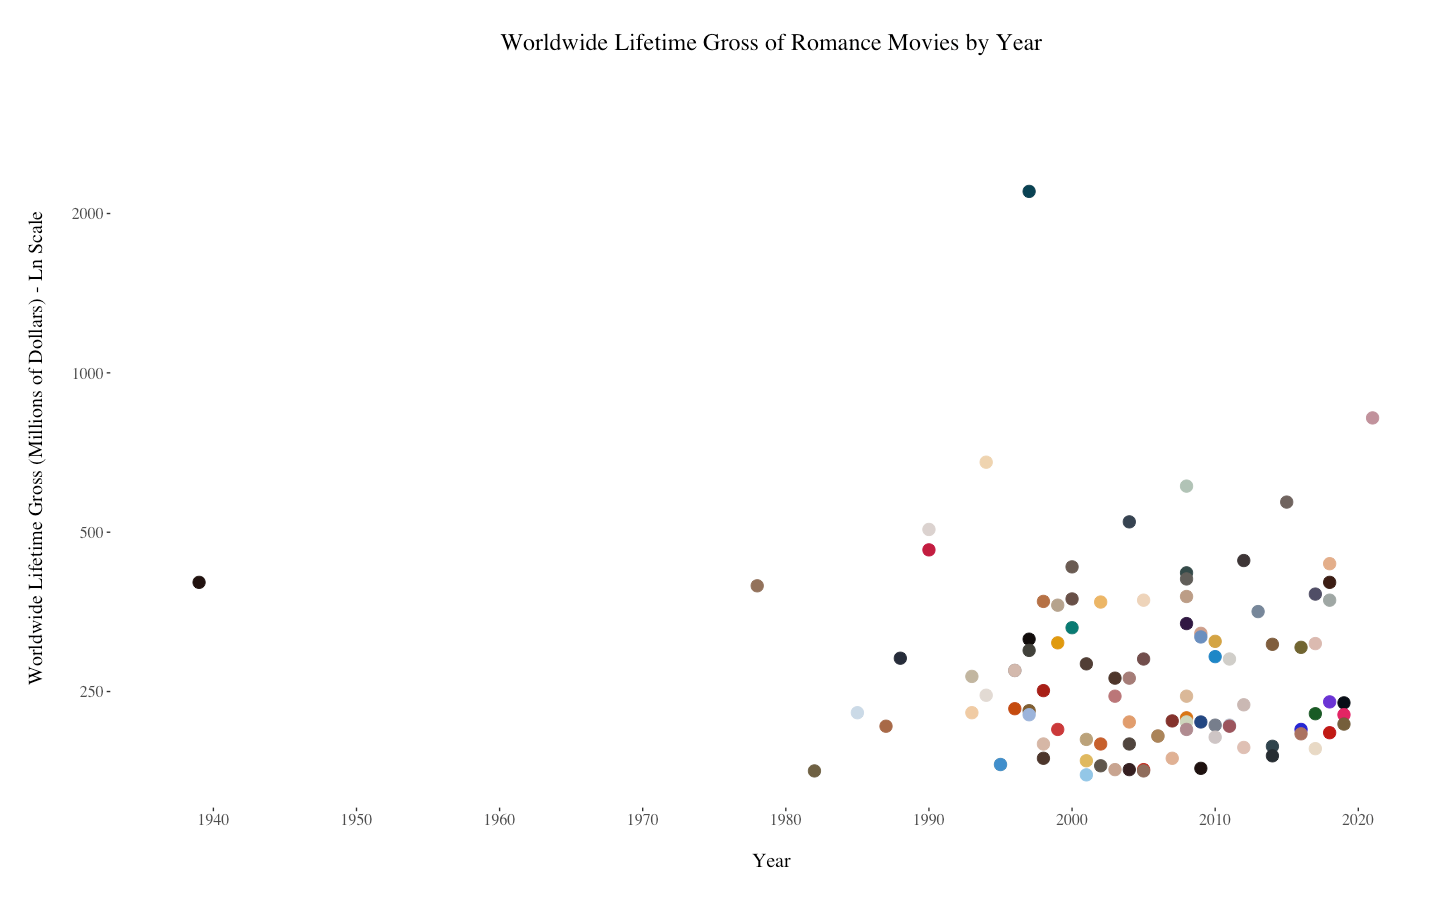 Worldwide Lifetime Gross of Romance Movies by Year
Worldwide Lifetime Gross (Millions of Dollars) - Ln Scale
2000
1000
500
250
1940 1950 1960 1970 1980 1990 2000 2010 2020
Year